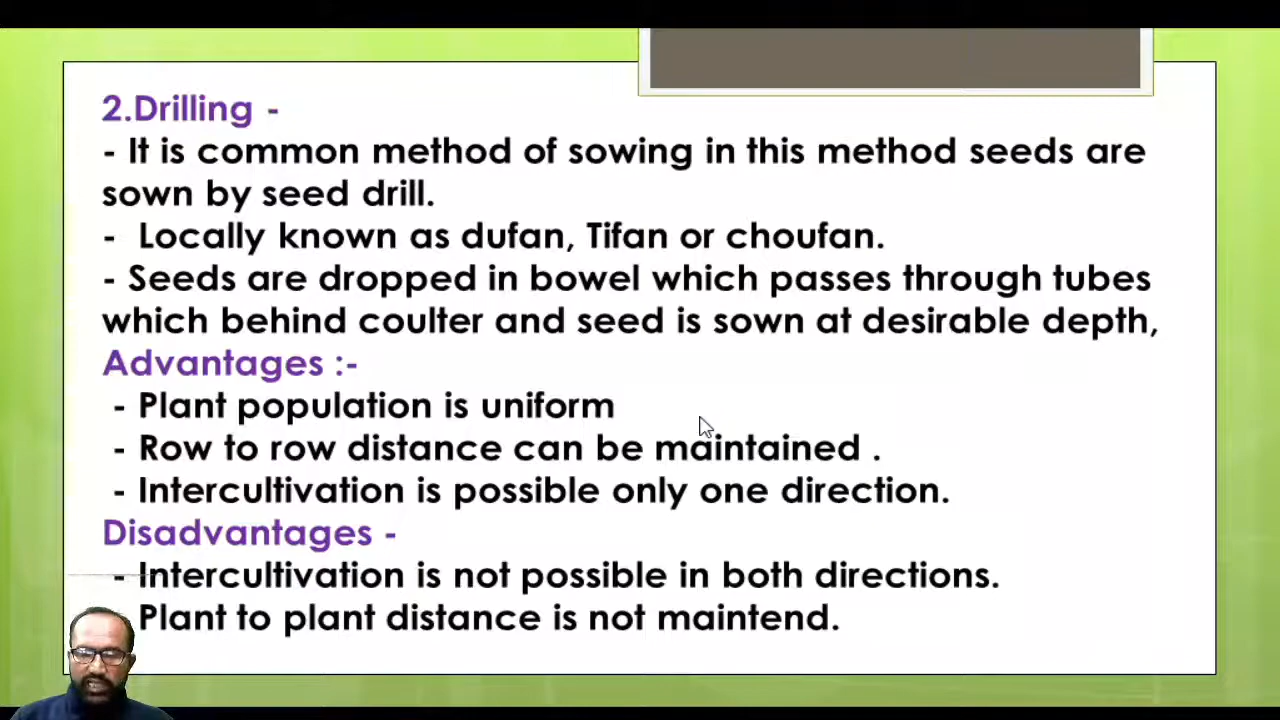 2.Drilling -
- It is common method of sowing in this method seeds are
sown by seed drill.
- Locally known as dufan, Tifan or choufan.
- Seeds are dropped in bowel which passes through tubes
which behind coulter and seed is sown at desirable depth,
Advantages :-
- Plant population is uniform
- Row to row distance can be maintained .
- Intercultivation is possible only one direction.
Disadvantages -
- Intercultivation is not possible in both directions.
Plant to plant distance is not maintend.